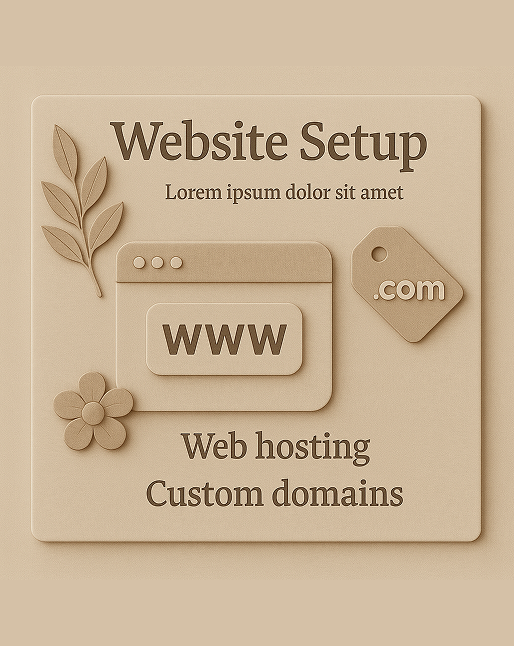 Website Setup
Lorem ipsum dolor sit amet
.com
WWW
Web hosting
Custom domains